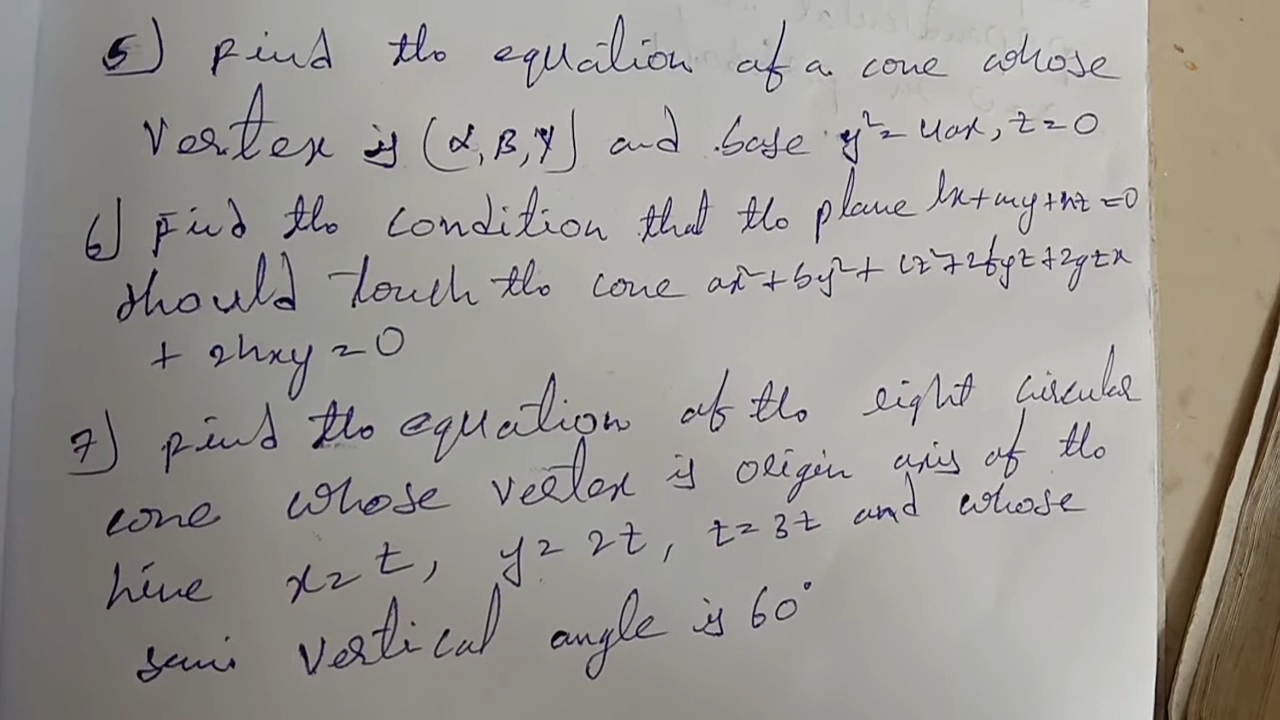 5) Find the equation of a cone whose
Vertex is (α, β, γ) and base y² = 4ax, z = 0
6) Find the condition that the plane lx+my+nz = 0
should touch the cone ax²+by²+cz²+2fyz+2gzx
+ 2hxy = 0
7) Find the equation of the right circular
cone whose vertex is origin axis of the
line x = t, y = 2t, z = 3t and whose
semi vertical angle is 60°